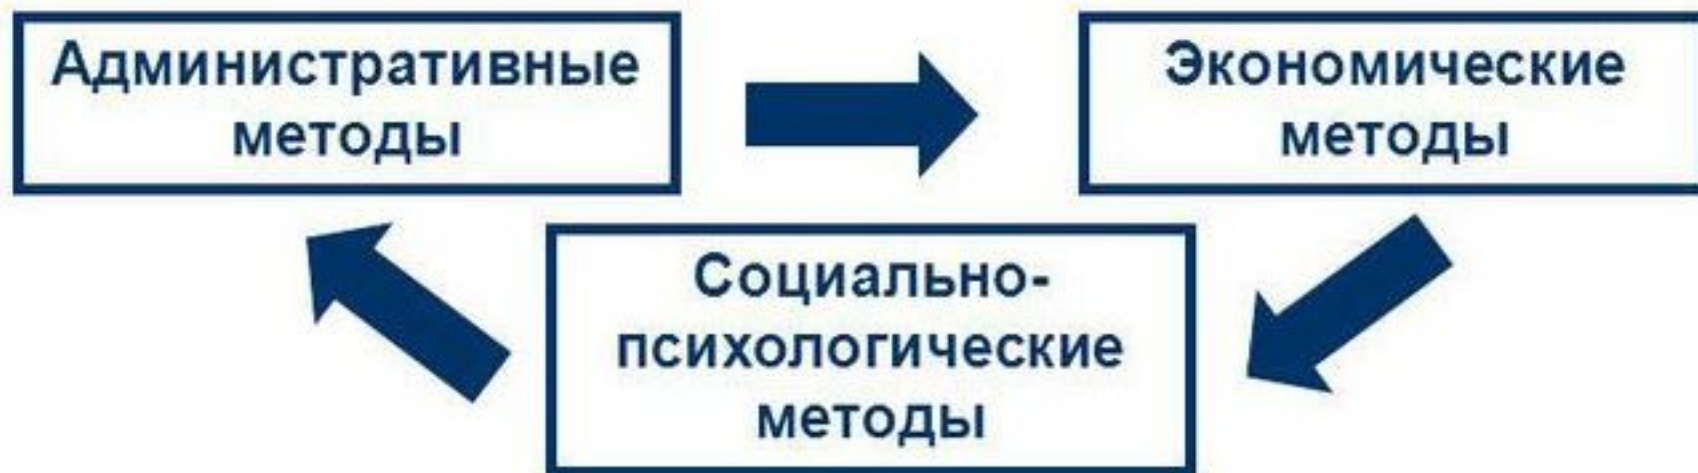 Административные
методы
Экономические
методы
Социально-
психологические
методы